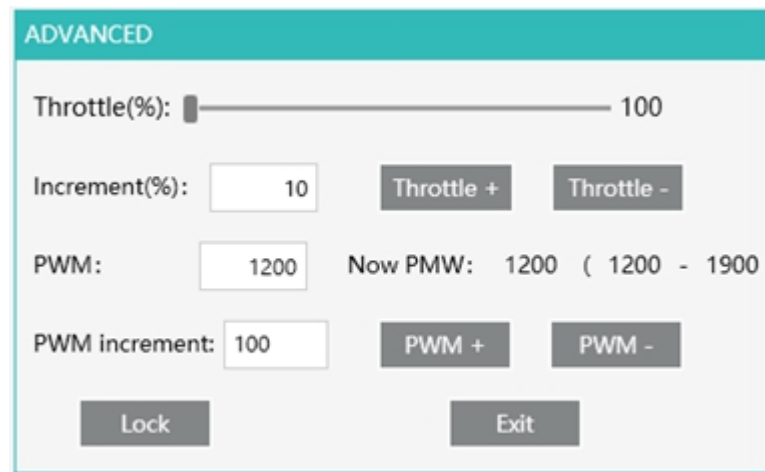 ADVANCED
Throttle(%): 100
Increment(%): 10 Throttle + Throttle -
PWM: 1200 Now PMW: 1200 ( 1200 - 1900
PWM increment: 100 PWM + PWM -
Lock Exit